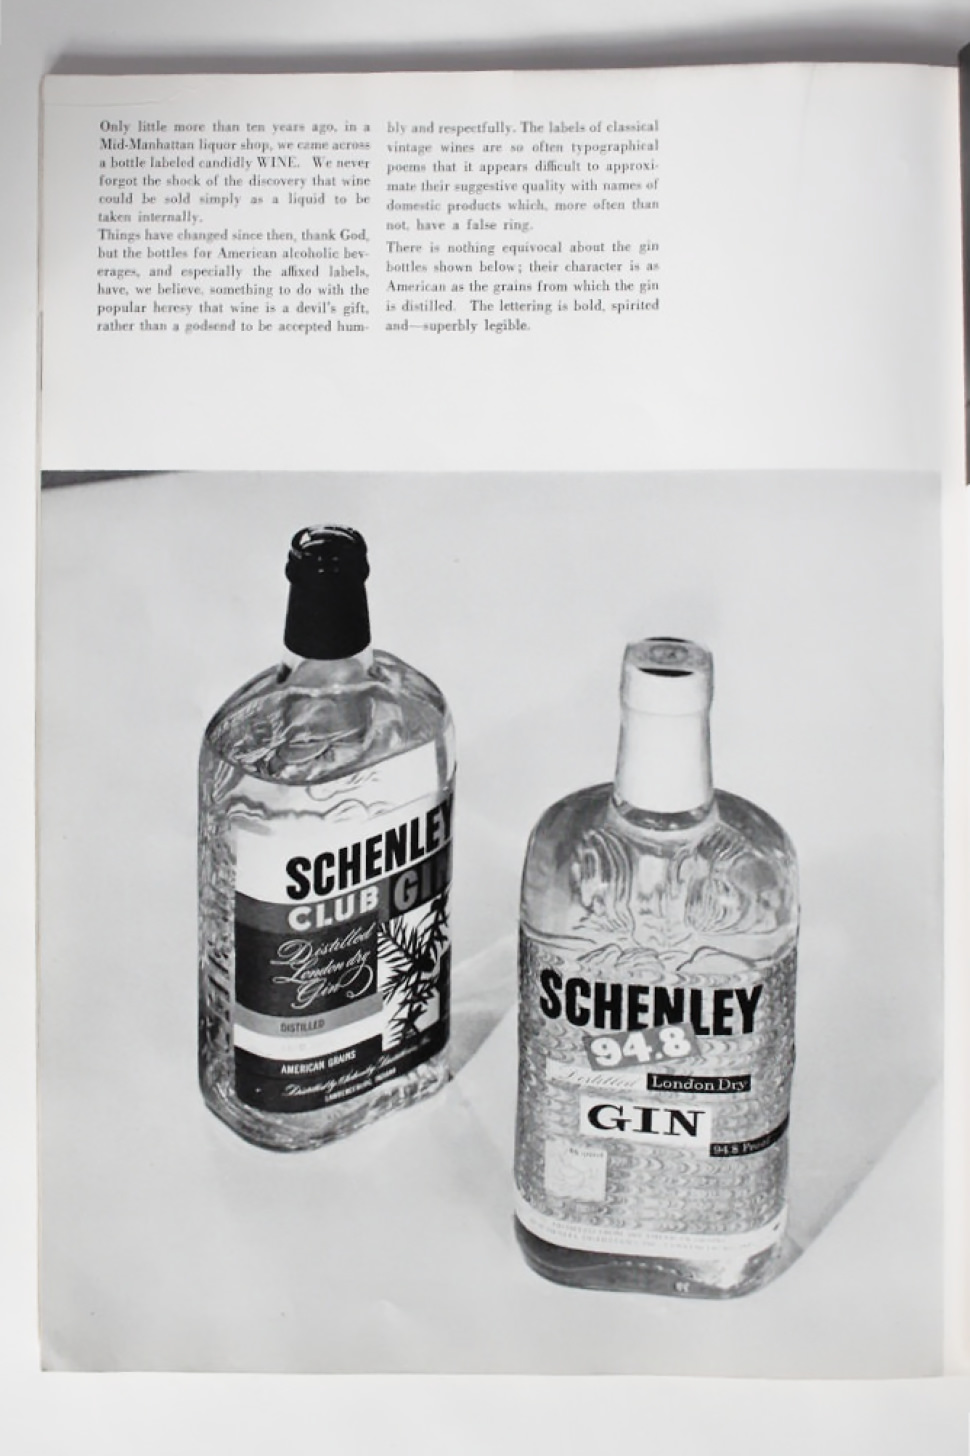 Only little more than ten years ago, in a
Mid-Manhattan liquor shop, we came across
a bottle labeled candidly WINE. We never
forgot the shock of the discovery that wine
could be sold simply as a liquid to be
taken internally.
Things have changed since then, thank God,
but the bottles for American alcoholic bev-
erages, and especially the affixed labels,
have, we believe, something to do with the
popular heresy that wine is a devil's gift,
rather than a godsend to be accepted hum-
bly and respectfully. The labels of classical
vintage wines are so often typographical
poems that it appears difficult to approxi-
mate their suggestive quality with names of
domestic products which, more often than
not, have a false ring.
There is nothing equivocal about the gin
bottles shown below; their character is as
American as the grains from which the gin
is distilled. The lettering is bold, spirited
and—superbly legible.
SCHENLEY
CLUB GIN
Distilled
London dry
Gin
DISTILLED
AMERICAN GRAINS
LAWRENCEBURG, INDIANA
SCHENLEY
94.8
Distilled London Dry
GIN
94.8 Proof